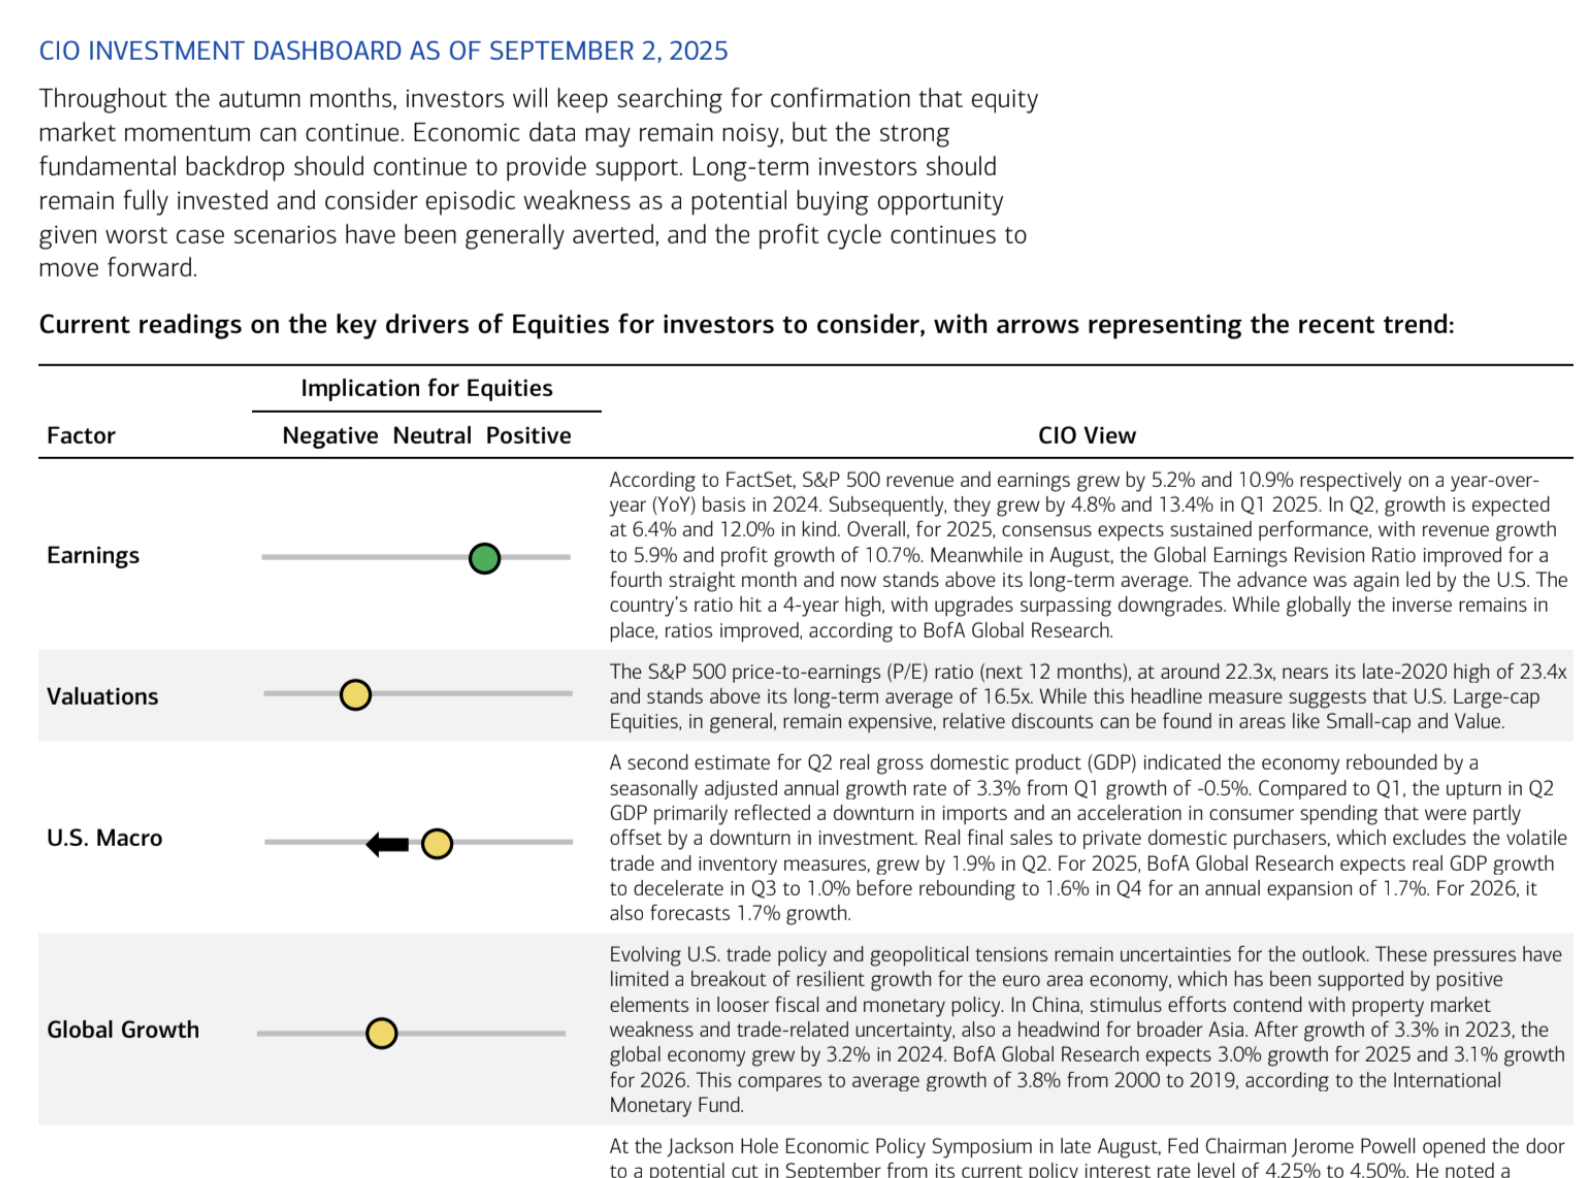 CIO INVESTMENT DASHBOARD AS OF SEPTEMBER 2, 2025
Throughout the autumn months, investors will keep searching for confirmation that equity
market momentum can continue. Economic data may remain noisy, but the strong
fundamental backdrop should continue to provide support. Long-term investors should
remain fully invested and consider episodic weakness as a potential buying opportunity
given worst case scenarios have been generally averted, and the profit cycle continues to
move forward.
Current readings on the key drivers of Equities for investors to consider, with arrows representing the recent trend:
Implication for Equities
Factor Negative Neutral Positive CIO View
Earnings
According to FactSet, S&P 500 revenue and earnings grew by 5.2% and 10.9% respectively on a year-over-
year (YoY) basis in 2024. Subsequently, they grew by 4.8% and 13.4% in Q1 2025. In Q2, growth is expected
at 6.4% and 12.0% in kind. Overall, for 2025, consensus expects sustained performance, with revenue growth
to 5.9% and profit growth of 10.7%. Meanwhile in August, the Global Earnings Revision Ratio improved for a
fourth straight month and now stands above its long-term average. The advance was again led by the U.S. The
country's ratio hit a 4-year high, with upgrades surpassing downgrades. While globally the inverse remains in
place, ratios improved, according to BofA Global Research.
Valuations
The S&P 500 price-to-earnings (P/E) ratio (next 12 months), at around 22.3x, nears its late-2020 high of 23.4x
and stands above its long-term average of 16.5x. While this headline measure suggests that U.S. Large-cap
Equities, in general, remain expensive, relative discounts can be found in areas like Small-cap and Value.
U.S. Macro
A second estimate for Q2 real gross domestic product (GDP) indicated the economy rebounded by a
seasonally adjusted annual growth rate of 3.3% from Q1 growth of -0.5%. Compared to Q1, the upturn in Q2
GDP primarily reflected a downturn in imports and an acceleration in consumer spending that were partly
offset by a downturn in investment. Real final sales to private domestic purchasers, which excludes the volatile
trade and inventory measures, grew by 1.9% in Q2. For 2025, BofA Global Research expects real GDP growth
to decelerate in Q3 to 1.0% before rebounding to 1.6% in Q4 for an annual expansion of 1.7%. For 2026, it
also forecasts 1.7% growth.
Global Growth
Evolving U.S. trade policy and geopolitical tensions remain uncertainties for the outlook. These pressures have
limited a breakout of resilient growth for the euro area economy, which has been supported by positive
elements in looser fiscal and monetary policy. In China, stimulus efforts contend with property market
weakness and trade-related uncertainty, also a headwind for broader Asia. After growth of 3.3% in 2023, the
global economy grew by 3.2% in 2024. BofA Global Research expects 3.0% growth for 2025 and 3.1% growth
for 2026. This compares to average growth of 3.8% from 2000 to 2019, according to the International
Monetary Fund.
At the Jackson Hole Economic Policy Symposium in late August, Fed Chairman Jerome Powell opened the door
to a potential cut in September from its current policy interest rate level of 4.25% to 4.50%. He noted a